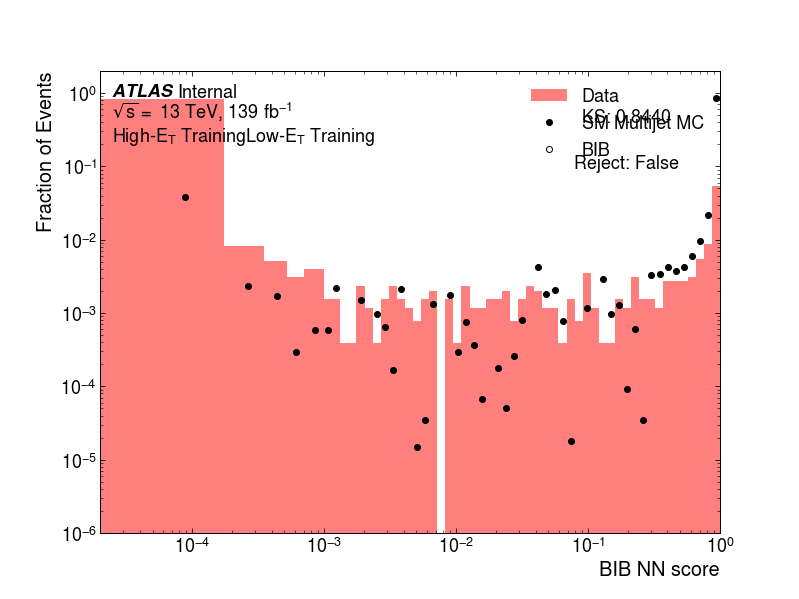 ATLAS Internal
√s = 13 TeV, 139 fb⁻¹
High-E_T TrainingLow-E_T Training
Data
KS: 0.8440
SM Multijet MC
BIB
Reject: False
Fraction of Events
10⁰
10⁻¹
10⁻²
10⁻³
10⁻⁴
10⁻⁵
10⁻⁶
10⁻⁴ 10⁻³ 10⁻² 10⁻¹ 10⁰
BIB NN score